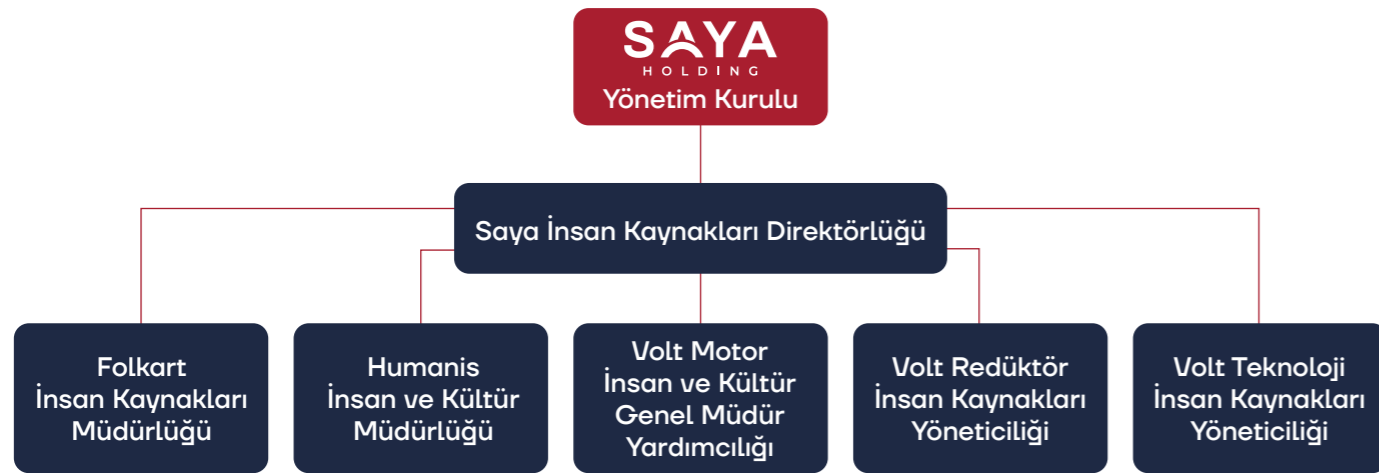 SAYA
HOLDING
Yönetim Kurulu
Saya İnsan Kaynakları Direktörlüğü
Folkart
İnsan Kaynakları
Müdürlüğü
Humanis
İnsan ve Kültür
Müdürlüğü
Volt Motor
İnsan ve Kültür
Genel Müdür
Yardımcılığı
Volt Redüktör
İnsan Kaynakları
Yöneticiliği
Volt Teknoloji
İnsan Kaynakları
Yöneticiliği